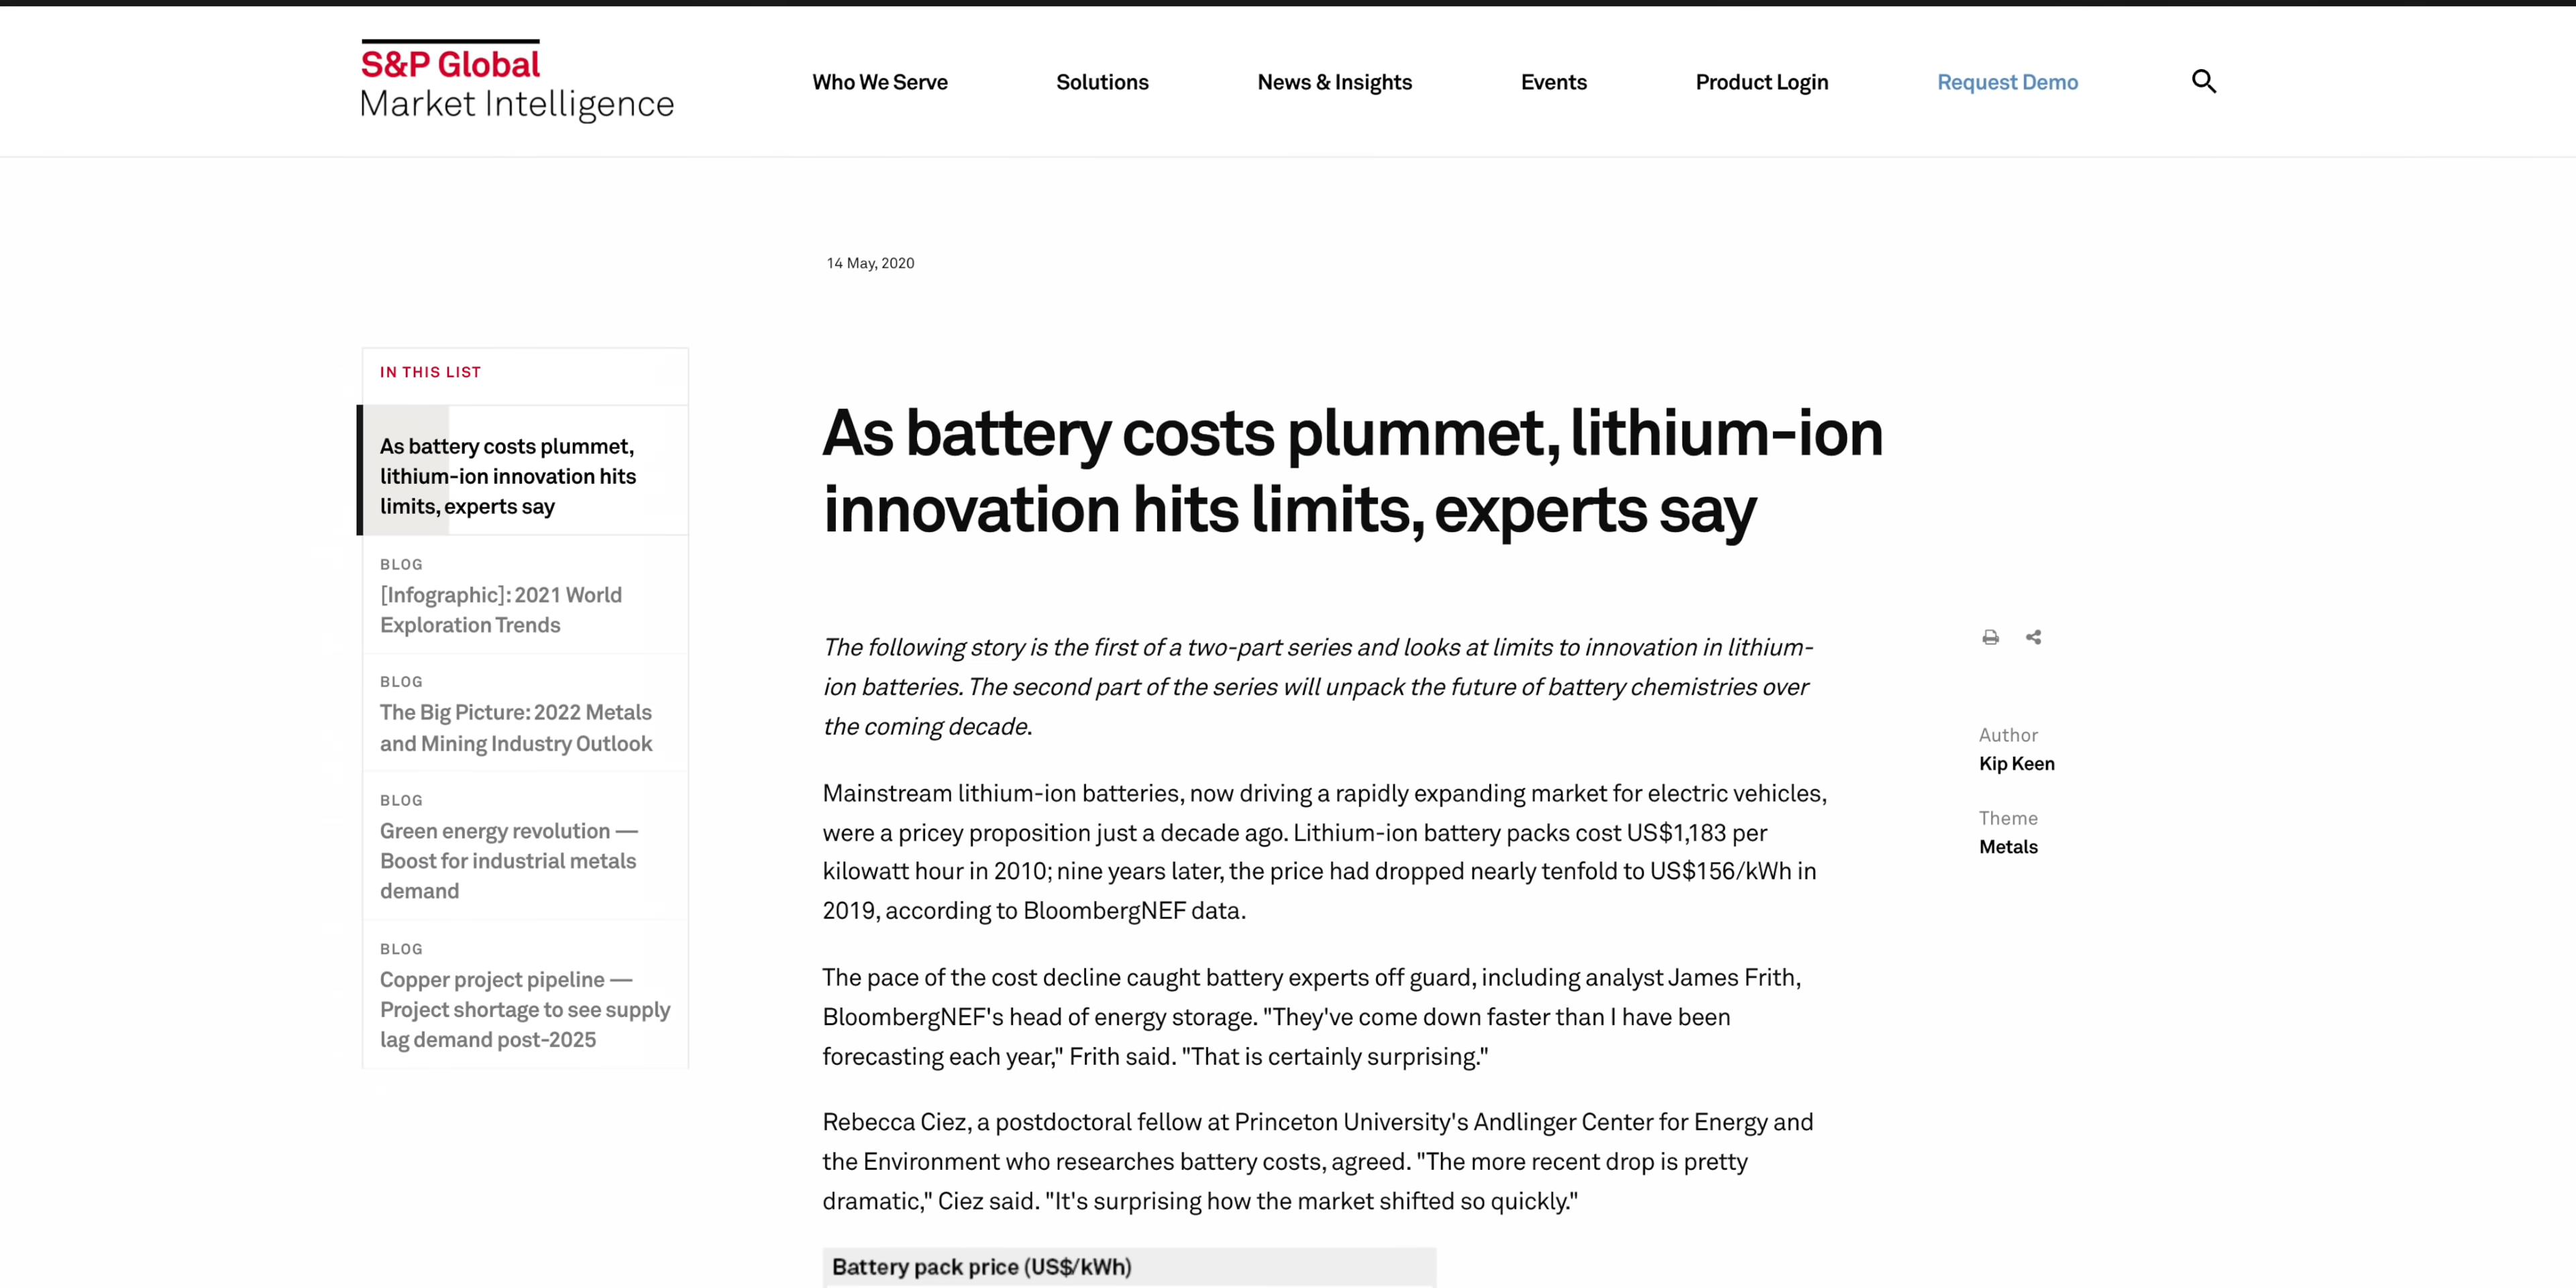 S&P Global
Market Intelligence
Who We Serve
Solutions
News & Insights
Events
Product Login
Request Demo
14 May, 2020
IN THIS LIST
As battery costs plummet,
lithium-ion innovation hits
limits, experts say
BLOG
[Infographic]: 2021 World
Exploration Trends
BLOG
The Big Picture: 2022 Metals
and Mining Industry Outlook
BLOG
Green energy revolution —
Boost for industrial metals
demand
BLOG
Copper project pipeline —
Project shortage to see supply
lag demand post-2025
As battery costs plummet, lithium-ion
innovation hits limits, experts say
The following story is the first of a two-part series and looks at limits to innovation in lithium-
ion batteries. The second part of the series will unpack the future of battery chemistries over
the coming decade.
Mainstream lithium-ion batteries, now driving a rapidly expanding market for electric vehicles,
were a pricey proposition just a decade ago. Lithium-ion battery packs cost US$1,183 per
kilowatt hour in 2010; nine years later, the price had dropped nearly tenfold to US$156/kWh in
2019, according to BloombergNEF data.
The pace of the cost decline caught battery experts off guard, including analyst James Frith,
BloombergNEF's head of energy storage. "They've come down faster than I have been
forecasting each year," Frith said. "That is certainly surprising."
Rebecca Ciez, a postdoctoral fellow at Princeton University's Andlinger Center for Energy and
the Environment who researches battery costs, agreed. "The more recent drop is pretty
dramatic," Ciez said. "It's surprising how the market shifted so quickly."
Battery pack price (US$/kWh)
Author
Kip Keen
Theme
Metals